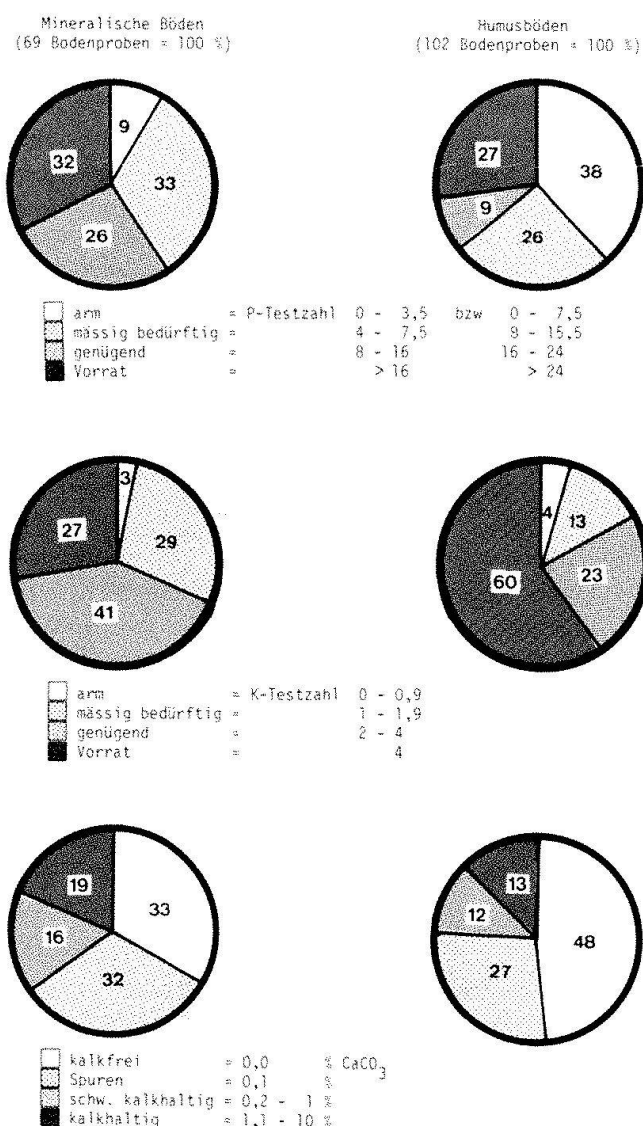 Mineralische Böden
(69 Bodenproben = 100 %)
Humusböden
(102 Bodenproben = 100 %)
9
33
26
32
38
26
9
27
arm = P-Testzahl 0 - 3,5 bzw 0 - 7,5
mässig bedürftig = 4 - 7,5 8 - 15,5
genügend = 8 - 16 16 - 24
Vorrat = > 16 > 24
3
29
41
27
4
13
23
60
arm = K-Testzahl 0 - 0,9
mässig bedürftig = 1 - 1,9
genügend = 2 - 4
Vorrat = 4
33
32
16
19
48
27
12
13
kalkfrei = 0,0 % CaCO3
Spuren = 0,1 %
schw. kalkhaltig = 0,2 - 1 %
kalkhaltig = 1,1 - 10 %